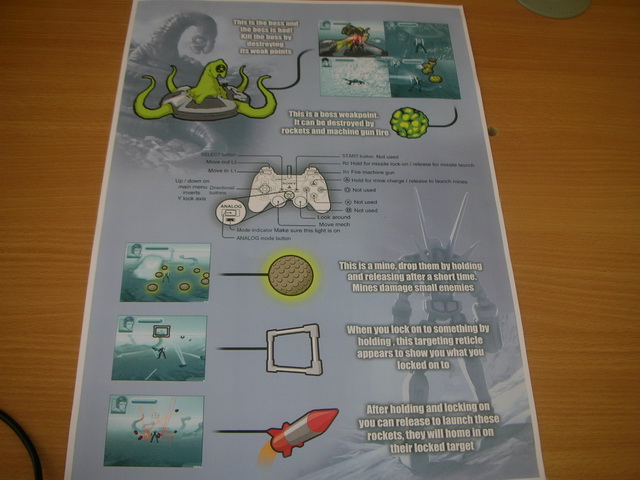 This is the boss and
the boss is bad!
Kill the boss by
destroying
its weak points
This is a boss weakpoint.
It can be destroyed by
rockets and machine gun fire
SELECT button
Move out L2
Move in L1
Up / down on
main menu
inverts
Y look axis
Directional
buttons
START button Not used
Hold for missile lock on / release for missile launch
Fire machine gun
Hold for mine charge / release to launch mines
Not used
Not used
Not used
Look around
Move mech
ANALOG
Mode indicator Make sure this light is on
ANALOG mode button
This is a mine, drop them by holding
and releasing after a short time.
Mines damage small enemies
When you lock on to something by
holding , this targeting reticle
appears to show you what you
locked on to
After holding and locking on
you can release to launch these
rockets, they will home in on
their locked target